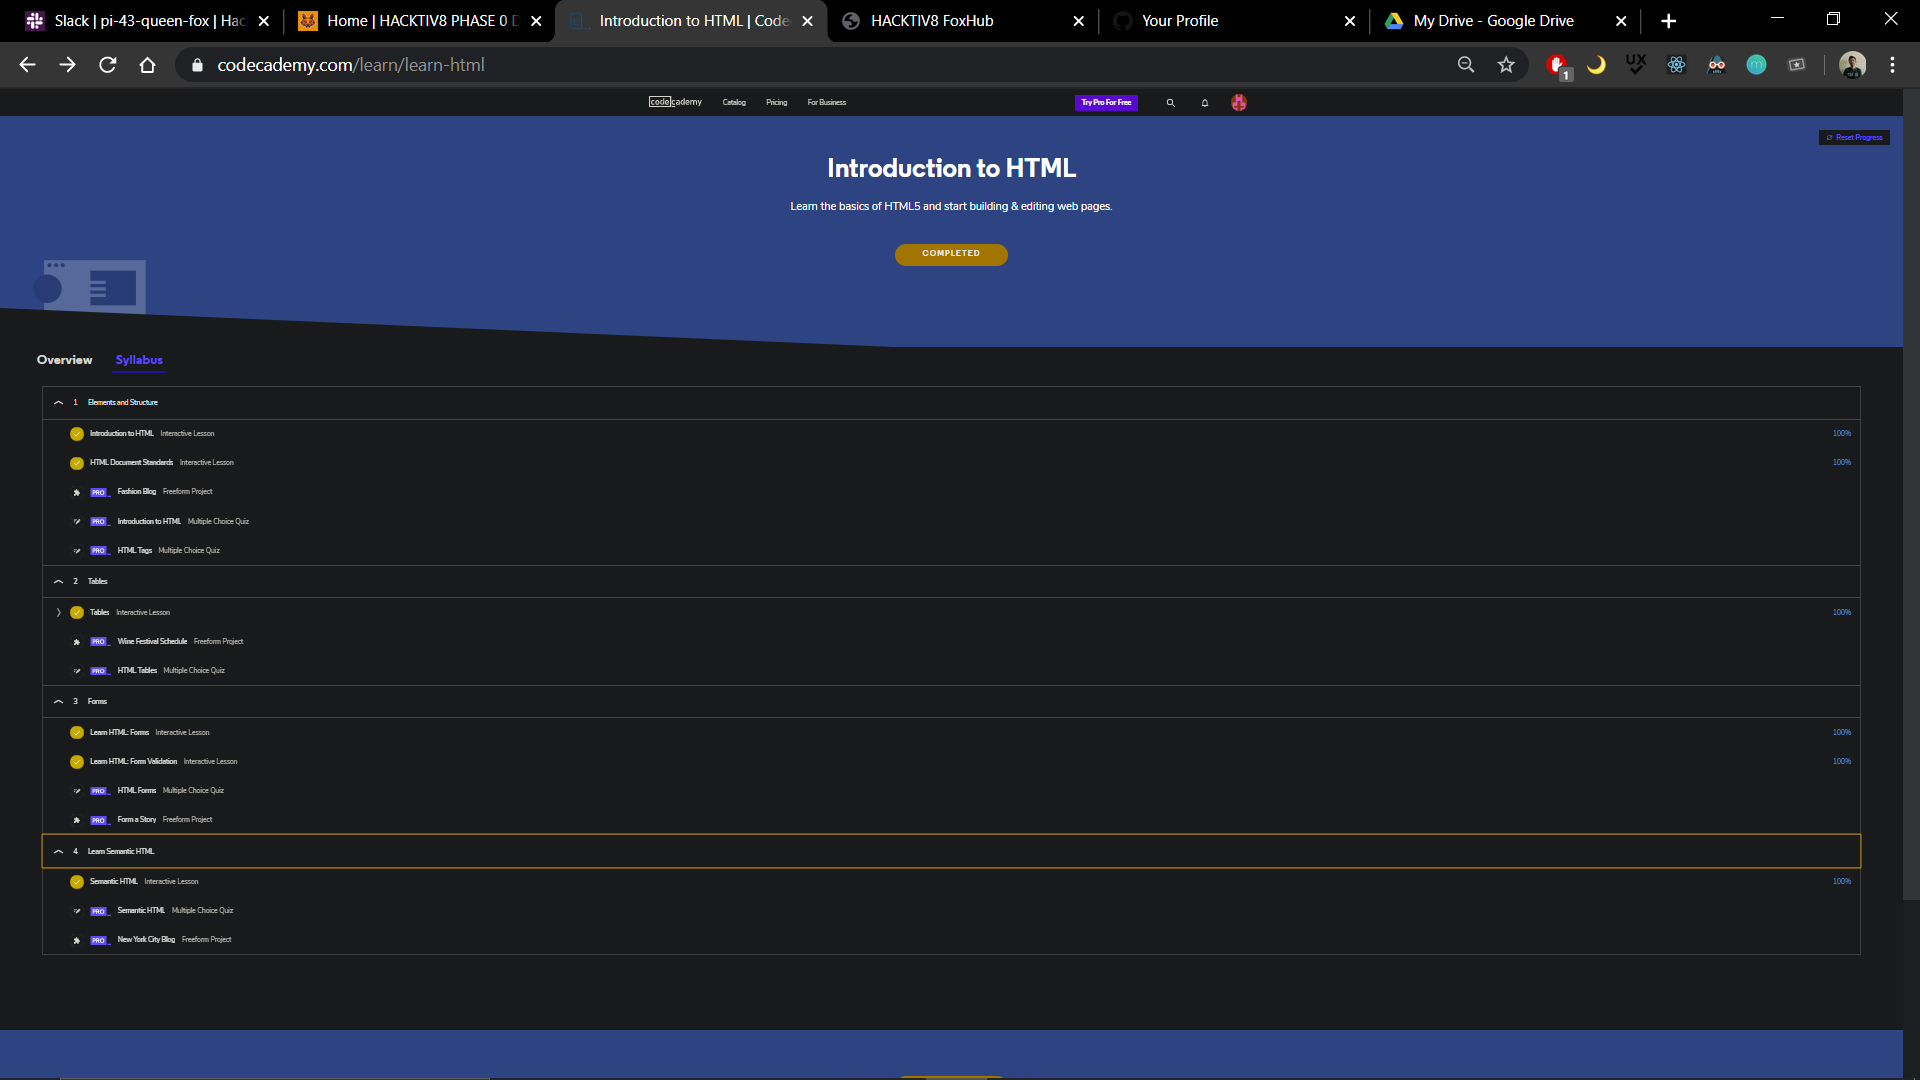 Slack | pi-43-queen-fox | Hac
Home | HACKTIV8 PHASE 0 D
Introduction to HTML | Code
HACKTIV8 FoxHub
Your Profile
My Drive - Google Drive
codecademy.com/learn/learn-html
UX
1
codecademy
Catalog
Pricing
For Business
Try Pro For Free
Reset Progress
Introduction to HTML
Learn the basics of HTML5 and start building & editing web pages.
COMPLETED
Overview
Syllabus
1 Elements and Structure
Introduction to HTML Interactive Lesson 100%
HTML Document Standards Interactive Lesson 100%
PRO Fashion Blog Freeform Project
PRO Introduction to HTML Multiple Choice Quiz
PRO HTML Tags Multiple Choice Quiz
2 Tables
Tables Interactive Lesson 100%
PRO Wine Festival Schedule Freeform Project
PRO HTML Tables Multiple Choice Quiz
3 Forms
Learn HTML: Forms Interactive Lesson 100%
Learn HTML: Form Validation Interactive Lesson 100%
PRO HTML Forms Multiple Choice Quiz
PRO Form a Story Freeform Project
4 Learn Semantic HTML
Semantic HTML Interactive Lesson 100%
PRO Semantic HTML Multiple Choice Quiz
PRO New York City Blog Freeform Project